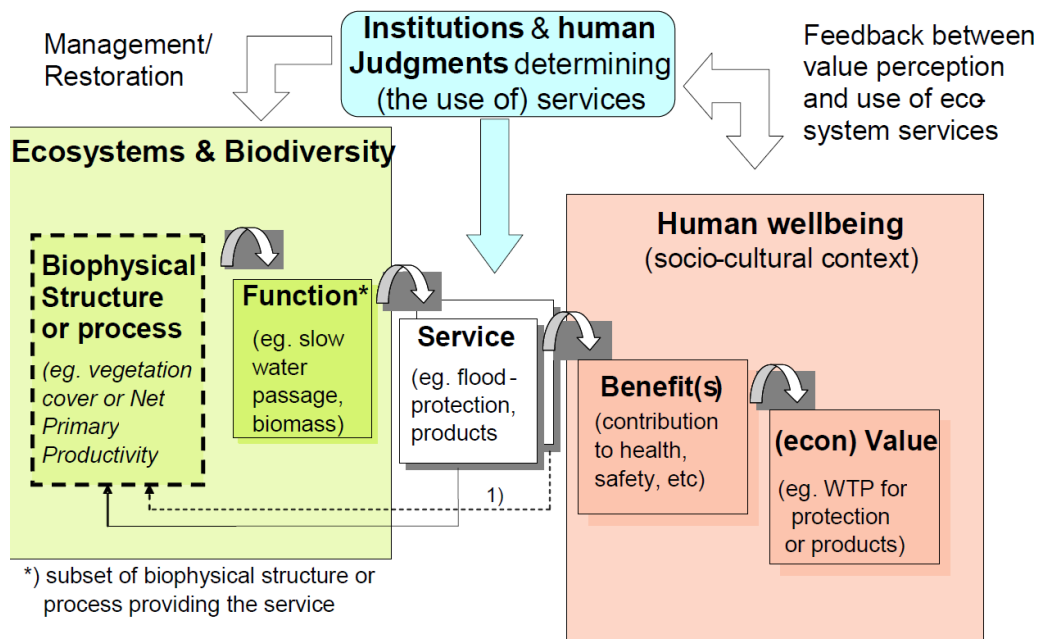 Management/
Restoration
Institutions & human
Judgments determining
(the use of) services
Feedback between
value perception
and use of eco-
system services
Ecosystems & Biodiversity
Biophysical
Structure
or process
(eg. vegetation
cover or Net
Primary
Productivity
Function*
(eg. slow
water
passage,
biomass)
Service
(eg. flood-
protection,
products
1)
Human wellbeing
(socio-cultural context)
Benefit(s)
(contribution
to health,
safety, etc)
(econ) Value
(eg. WTP for
protection
or products)
*) subset of biophysical structure or
process providing the service